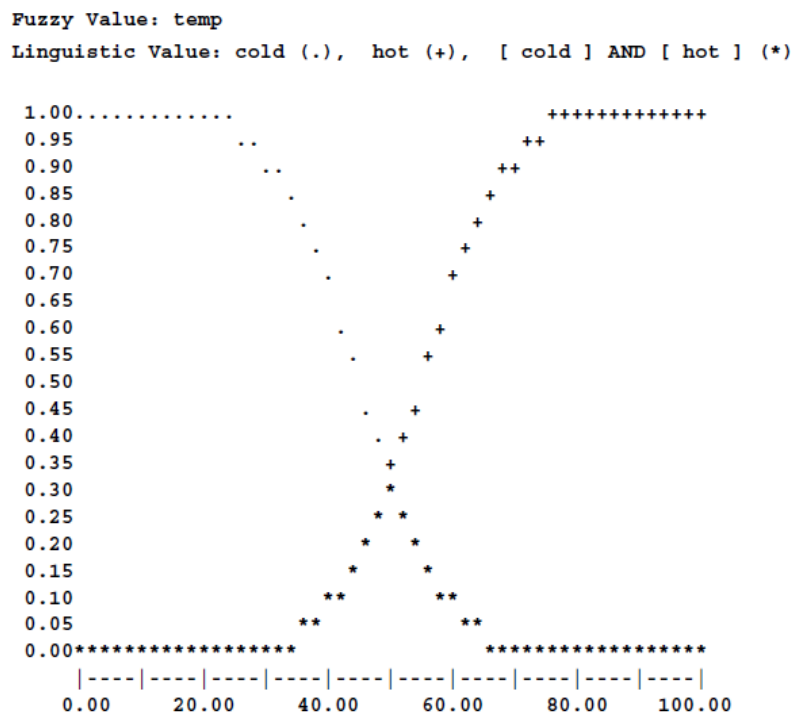 Fuzzy Value: temp
Linguistic Value: cold (.),  hot (+),  [ cold ] AND [ hot ] (*)
 1.00.............                         +++++++++++++
 0.95             ..                     ++
 0.90               ..                 ++
 0.85                 .               +
 0.80                  .             +
 0.75                   .           +
 0.70                    .         +
 0.65
 0.60                     .       +
 0.55                      .     +
 0.50
 0.45                       .   +
 0.40                        . +
 0.35                         +
 0.30                         *
 0.25                        * *
 0.20                       *   *
 0.15                      *     *
 0.10                    **       **
 0.05                  **           **
 0.00******************               ******************
     |----|----|----|----|----|----|----|----|----|----|
    0.00     20.00     40.00     60.00     80.00    100.00